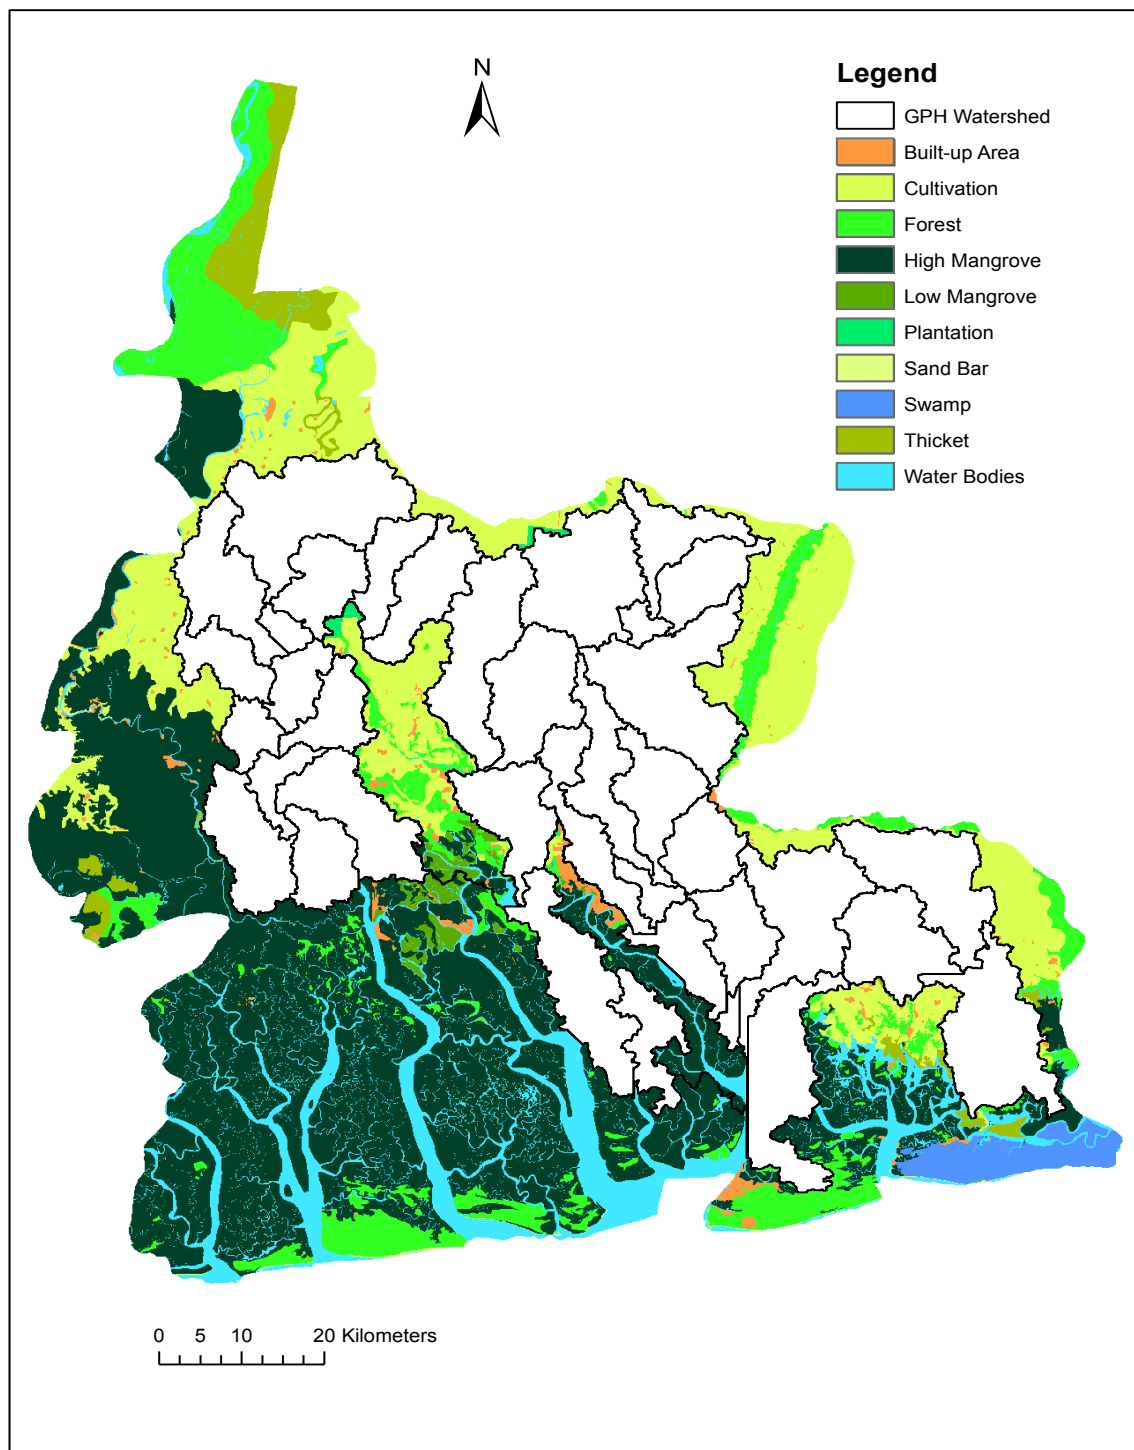 N
Legend
GPH Watershed
Built-up Area
Cultivation
Forest
High Mangrove
Low Mangrove
Plantation
Sand Bar
Swamp
Thicket
Water Bodies
0 5 10 20 Kilometers